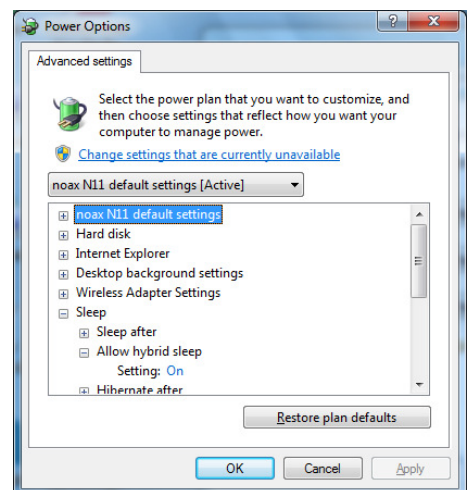 Power Options
Advanced settings
Select the power plan that you want to customize, and
then choose settings that reflect how you want your
computer to manage power.
Change settings that are currently unavailable
noax N11 default settings [Active]
noax N11 default settings
Hard disk
Internet Explorer
Desktop background settings
Wireless Adapter Settings
Sleep
Sleep after
Allow hybrid sleep
Setting: On
Hibernate after
Restore plan defaults
OK Cancel Apply